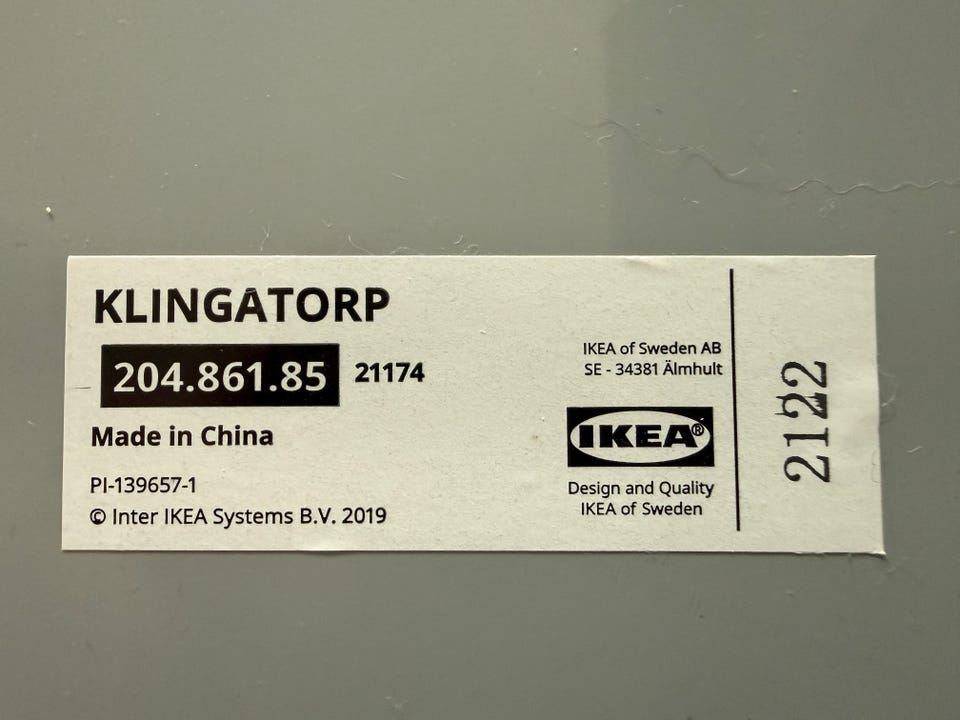 KLINGATORP
204.861.85 21174
Made in China
PI-139657-1
© Inter IKEA Systems B.V. 2019
IKEA of Sweden AB
SE - 34381 Älmhult
IKEA®
Design and Quality
IKEA of Sweden
2122